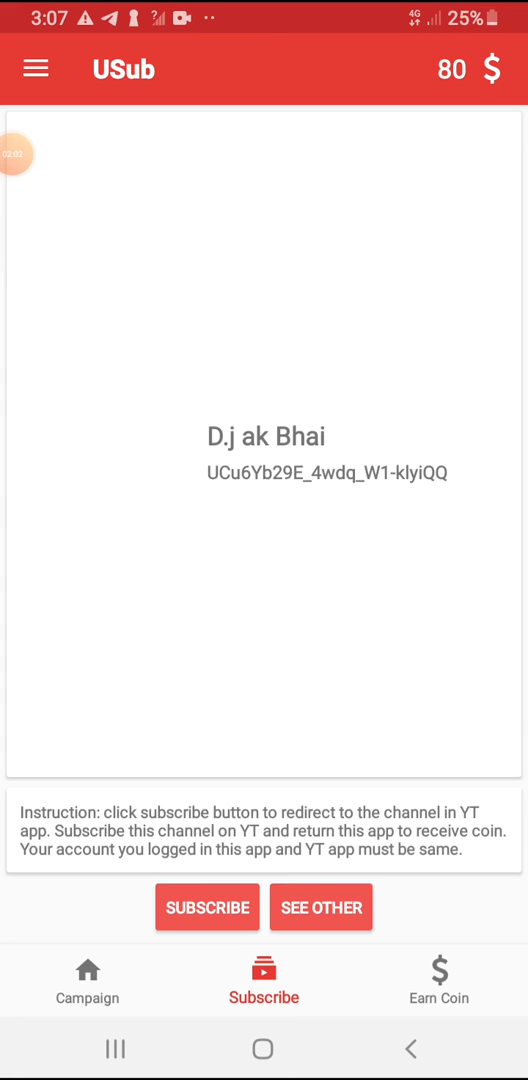 3:07
4G
25%
USub
80 $
02:02
D.j ak Bhai
UCu6Yb29E_4wdq_W1-klyiQQ
Instruction: click subscribe button to redirect to the channel in YT
app. Subscribe this channel on YT and return this app to receive coin.
Your account you logged in this app and YT app must be same.
SUBSCRIBE
SEE OTHER
Campaign
Subscribe
Earn Coin